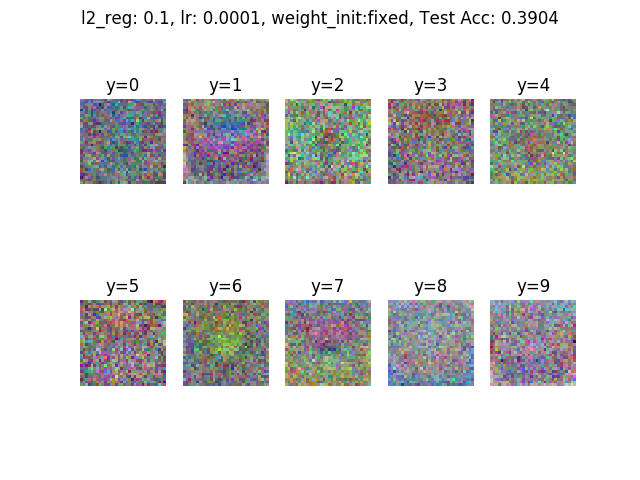 l2_reg: 0.1, lr: 0.0001, weight_init:fixed, Test Acc: 0.3904
y=0 y=1 y=2 y=3 y=4
y=5 y=6 y=7 y=8 y=9